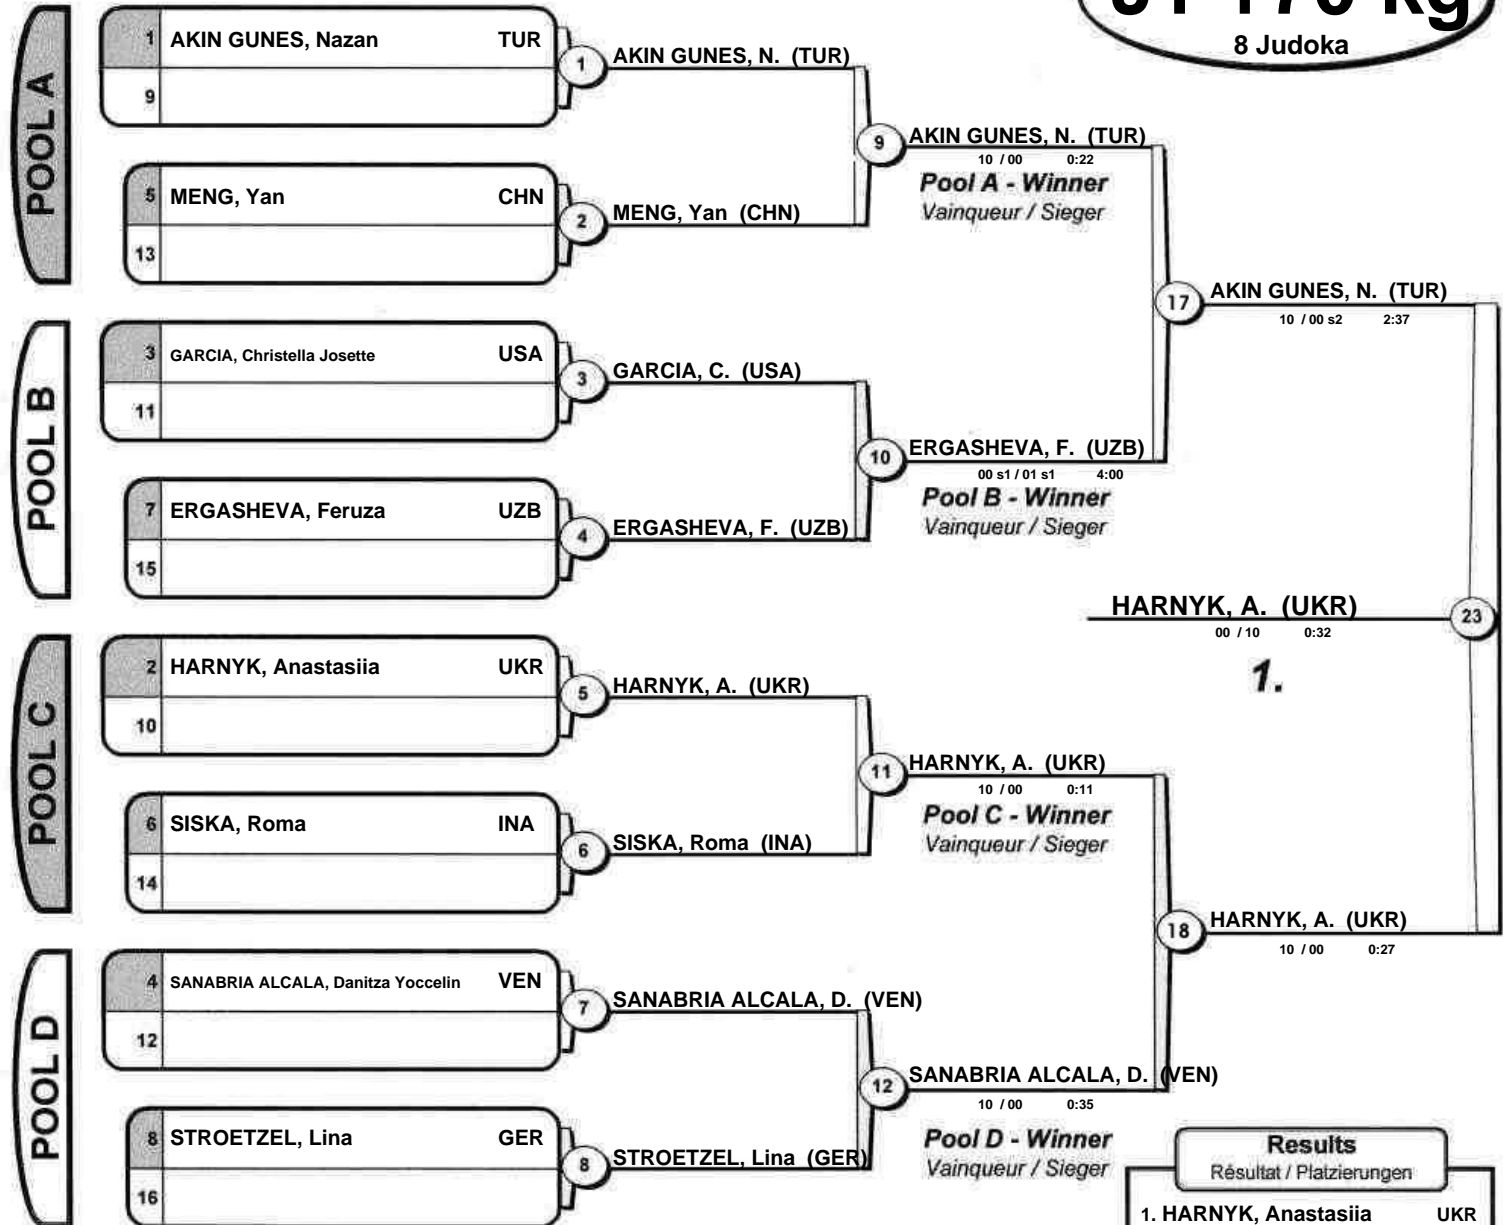 8 Judoka
POOL A
1 AKIN GUNES, Nazan TUR
9
1
AKIN GUNES, N. (TUR)
5 MENG, Yan CHN
13
2
MENG, Yan (CHN)
9
AKIN GUNES, N. (TUR)
10 / 00 0:22
Pool A - Winner
Vainqueur / Sieger
POOL B
3 GARCIA, Christella Josette USA
11
3
GARCIA, C. (USA)
7 ERGASHEVA, Feruza UZB
15
4
ERGASHEVA, F. (UZB)
10
ERGASHEVA, F. (UZB)
00 s1 / 01 s1 4:00
Pool B - Winner
Vainqueur / Sieger
17
AKIN GUNES, N. (TUR)
10 / 00 s2 2:37
HARNYK, A. (UKR)
00 / 10 0:32
1.
23
POOL C
2 HARNYK, Anastasiia UKR
10
5
HARNYK, A. (UKR)
6 SISKA, Roma INA
14
6
SISKA, Roma (INA)
11
HARNYK, A. (UKR)
10 / 00 0:11
Pool C - Winner
Vainqueur / Sieger
18
HARNYK, A. (UKR)
10 / 00 0:27
POOL D
4 SANABRIA ALCALA, Danitza Yoccelin VEN
12
7
SANABRIA ALCALA, D. (VEN)
8 STROETZEL, Lina GER
16
8
STROETZEL, Lina (GER)
12
SANABRIA ALCALA, D. (VEN)
10 / 00 0:35
Pool D - Winner
Vainqueur / Sieger
Results
Résultat / Platzierungen
1. HARNYK, Anastasiia UKR